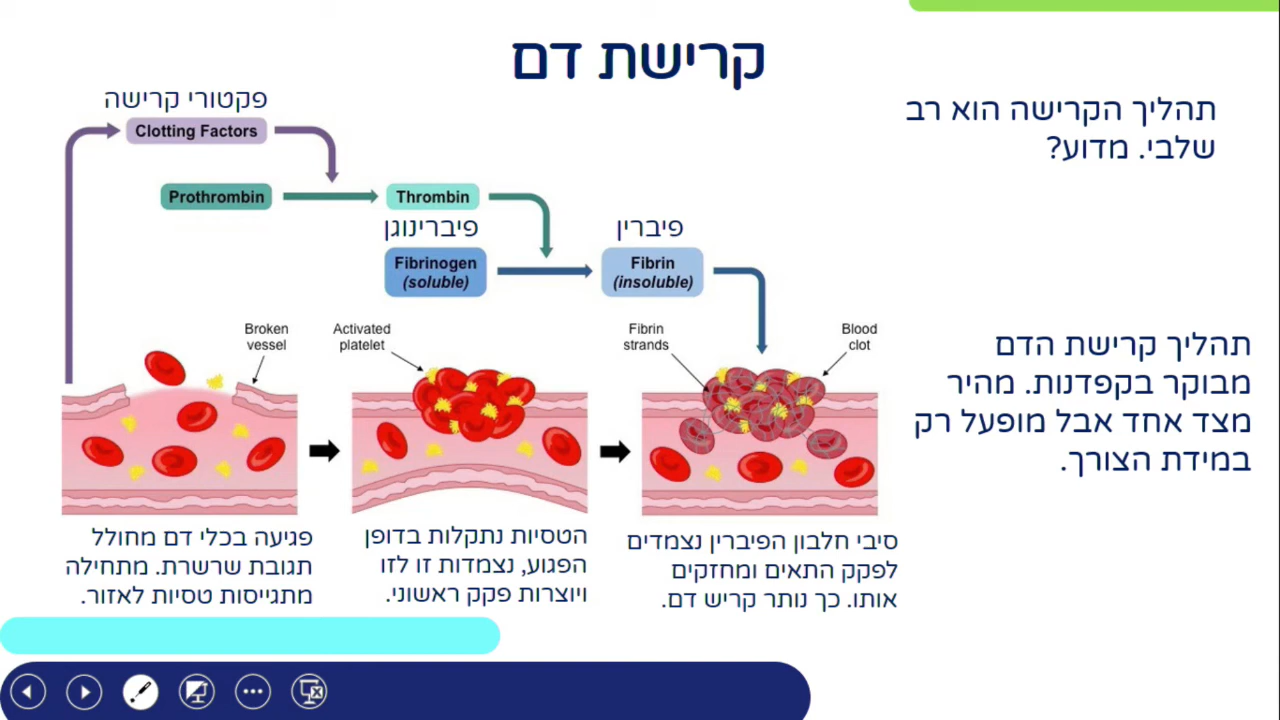 קרישת דם
תהליך הקרישה הוא רב
שלבי. מדוע?
פקטורי קרישה
Clotting Factors
Prothrombin
Thrombin
פיברינוגן
פיברין
Fibrinogen
(soluble)
Fibrin
(insoluble)
Broken
vessel
Activated
platelet
Fibrin
strands
Blood
clot
תהליך קרישת הדם
מבוקר בקפדנות. מהיר
מצד אחד אבל מופעל רק
במידת הצורך.
פגיעה בכלי דם מחולל
תגובת שרשרת. מתחילה
מתגייסות טסיות לאזור.
הטסיות נתקלות בדופן
הפגוע, נצמדות זו לזו
ויוצרות פקק ראשוני.
סיבי חלבון הפיברין נצמדים
לפקק התאים ומחזקים
אותו. כך נותר קריש דם.